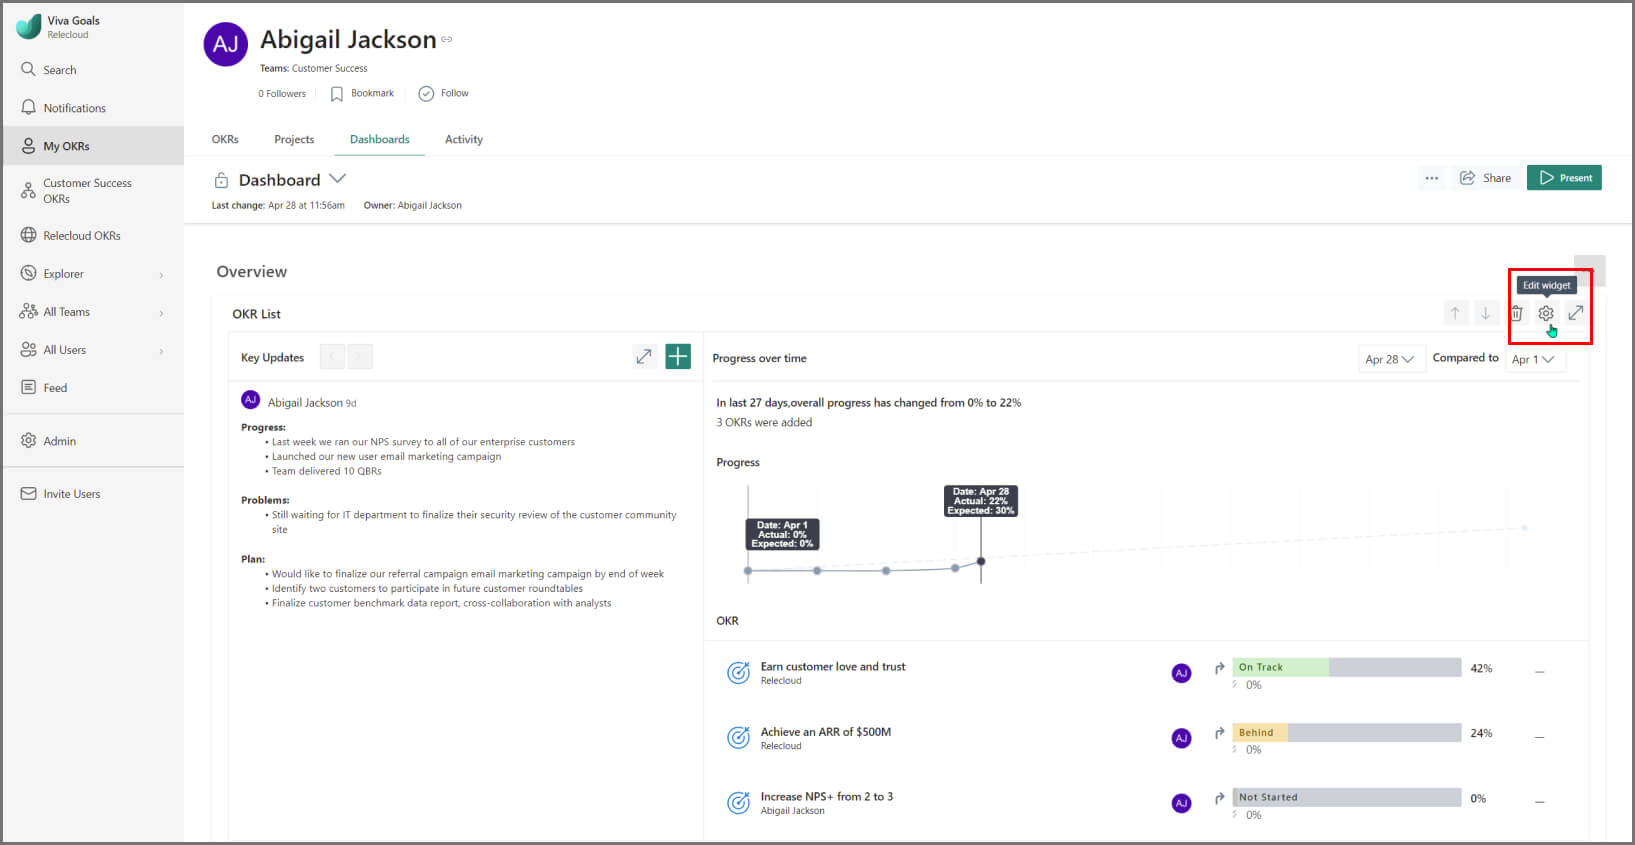 Viva Goals
Relecloud
Search
Notifications
My OKRs
Customer Success
OKRs
Relecloud OKRs
Explorer
All Teams
All Users
Feed
Admin
Invite Users
AJ
Abigail Jackson
Teams: Customer Success
0 Followers
Bookmark
Follow
OKRs
Projects
Dashboards
Activity
Dashboard
Last change: Apr 28 at 11:56am
Owner: Abigail Jackson
Share
Present
Overview
Edit widget
OKR List
Key Updates
AJ
Abigail Jackson 9d
Progress:
• Last week we ran our NPS survey to all of our enterprise customers
• Launched our new user email marketing campaign
• Team delivered 10 QBRs
Problems:
• Still waiting for IT department to finalize their security review of the customer community
site
Plan:
• Would like to finalize our referral campaign email marketing campaign by end of week
• Identify two customers to participate in future customer roundtables
• Finalize customer benchmark data report, cross-collaboration with analysts
Progress over time
Apr 28
Compared to
Apr 1
In last 27 days,overall progress has changed from 0% to 22%
3 OKRs were added
Progress
Date: Apr 1
Actual: 0%
Expected: 0%
Date: Apr 28
Actual: 22%
Expected: 30%
OKR
Earn customer love and trust
Relecloud
AJ
On Track
42%
0%
Achieve an ARR of $500M
Relecloud
AJ
Behind
24%
0%
Increase NPS+ from 2 to 3
Abigail Jackson
AJ
Not Started
0%
0%